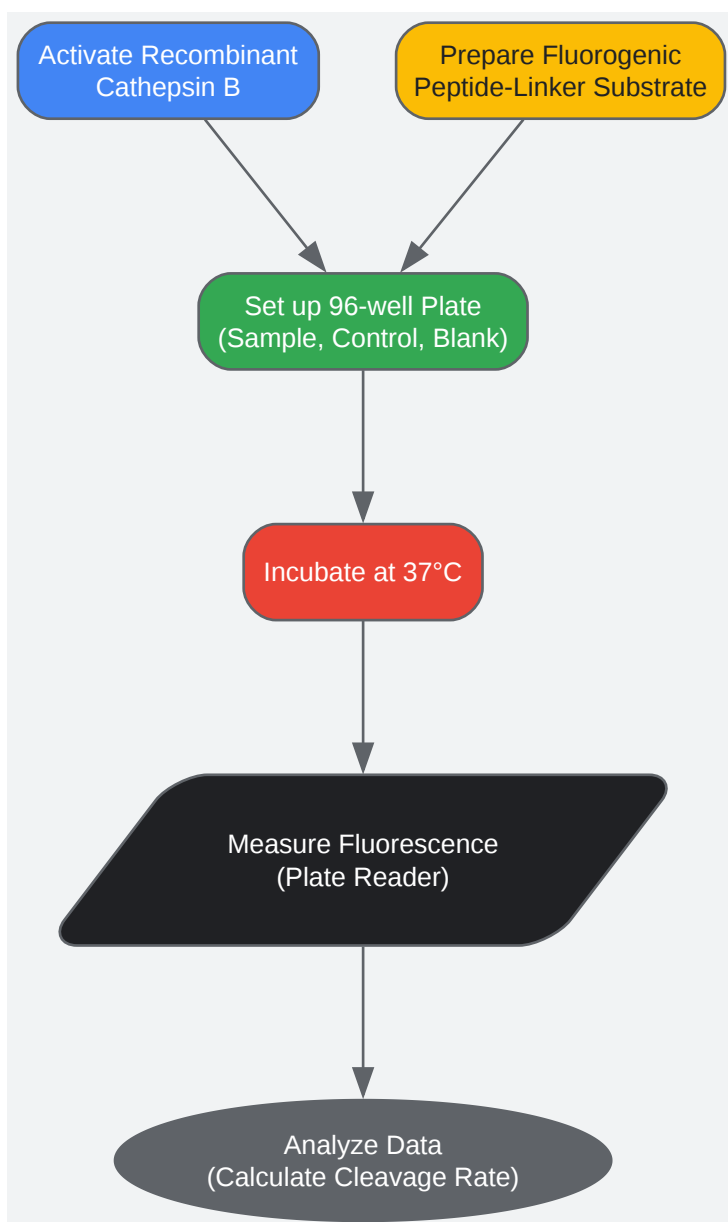 Activate Recombinant
Cathepsin B
Prepare Fluorogenic
Peptide-Linker Substrate
Set up 96-well Plate
(Sample, Control, Blank)
Incubate at 37°C
Measure Fluorescence
(Plate Reader)
Analyze Data
(Calculate Cleavage Rate)